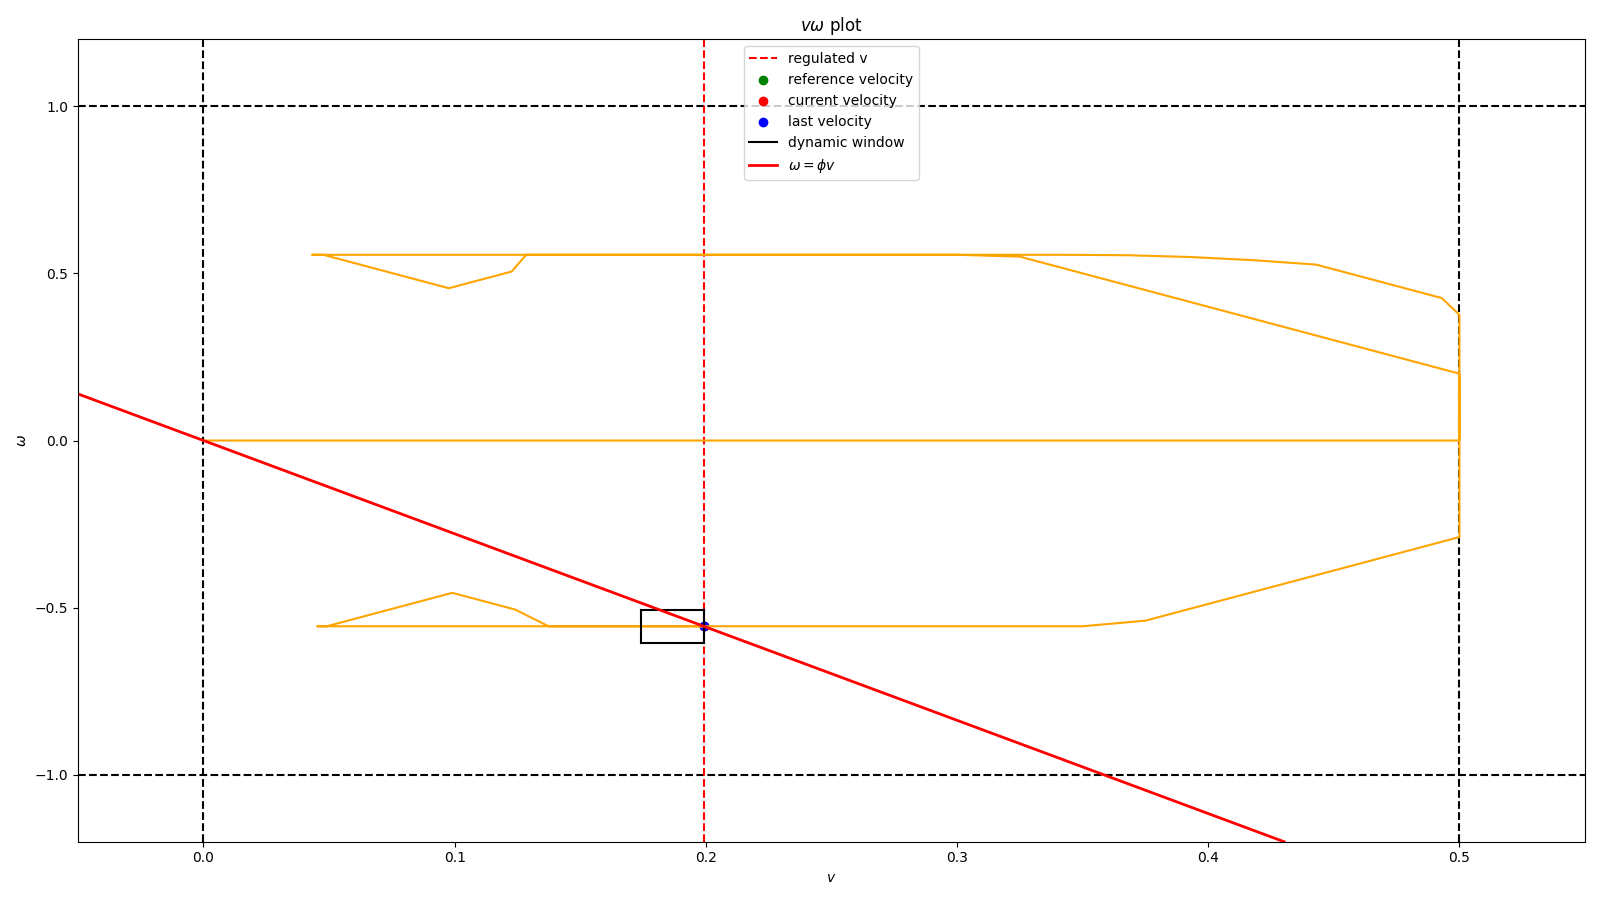 vω plot
regulated v
reference velocity
current velocity
last velocity
dynamic window
ω = ϕv
1.0
0.5
0.0
−0.5
−1.0
ω
0.0 0.1 0.2 0.3 0.4 0.5
v